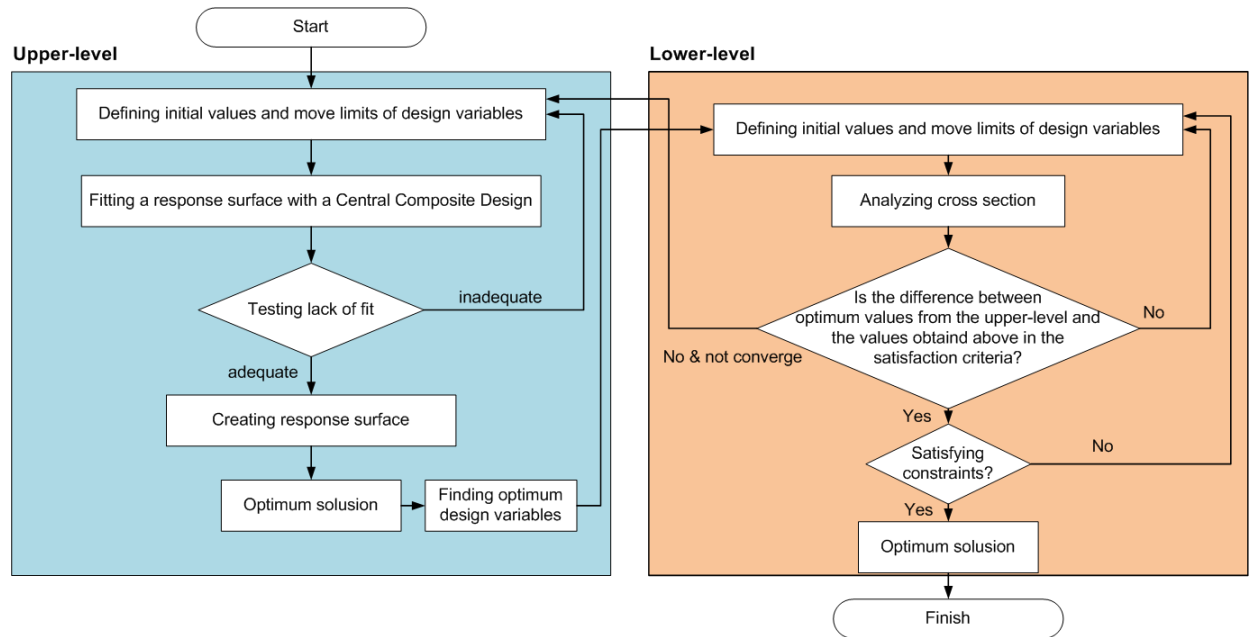 Start
Upper-level
Defining initial values and move limits of design variables
Fitting a response surface with a Central Composite Design
Testing lack of fit
inadequate
adequate
Creating response surface
Optimum solusion
Finding optimum
design variables
Lower-level
Defining initial values and move limits of design variables
Analyzing cross section
Is the difference between
optimum values from the upper-level and
the values obtaind above in the
satisfaction criteria?
No
No & not converge
Yes
Satisfying
constraints?
No
Yes
Optimum solusion
Finish